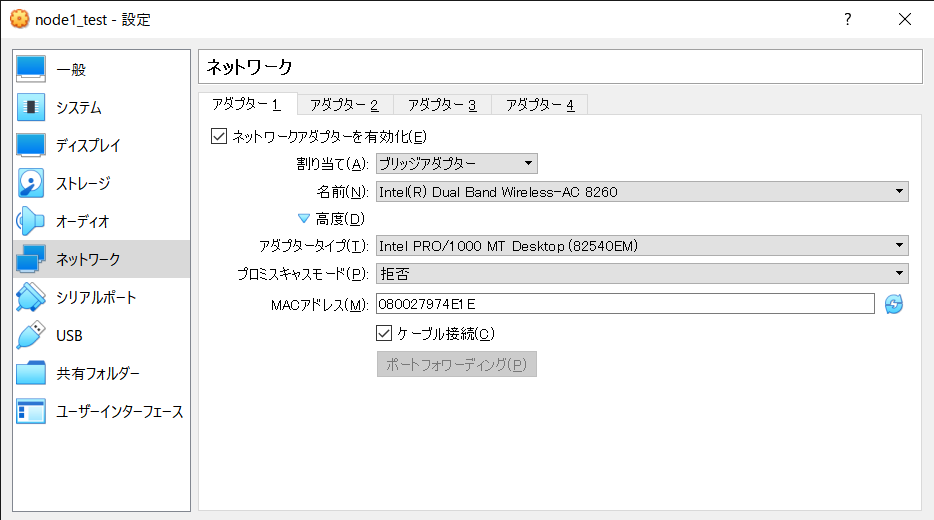 node1_test - 設定
?
一般
システム
ディスプレイ
ストレージ
オーディオ
ネットワーク
シリアルポート
USB
共有フォルダー
ユーザーインターフェース
ネットワーク
アダプター 1 アダプター 2 アダプター 3 アダプター 4
ネットワークアダプターを有効化(E)
割り当て(A): ブリッジアダプター
名前(N): Intel(R) Dual Band Wireless-AC 8260
高度(D)
アダプタータイプ(T): Intel PRO/1000 MT Desktop (82540EM)
プロミスキャスモード(P): 拒否
MACアドレス(M): 080027974E1E
ケーブル接続(C)
ポートフォワーディング(P)